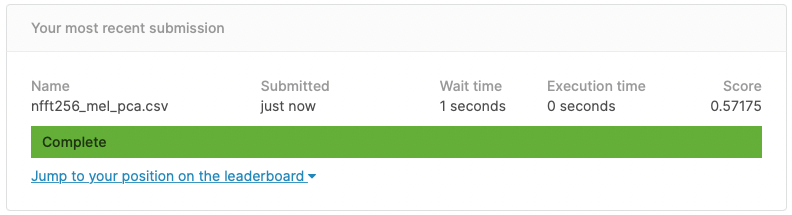 Your most recent submission
Name Submitted Wait time Execution time Score
nfft256_mel_pca.csv just now 1 seconds 0 seconds 0.57175
Complete
Jump to your position on the leaderboard